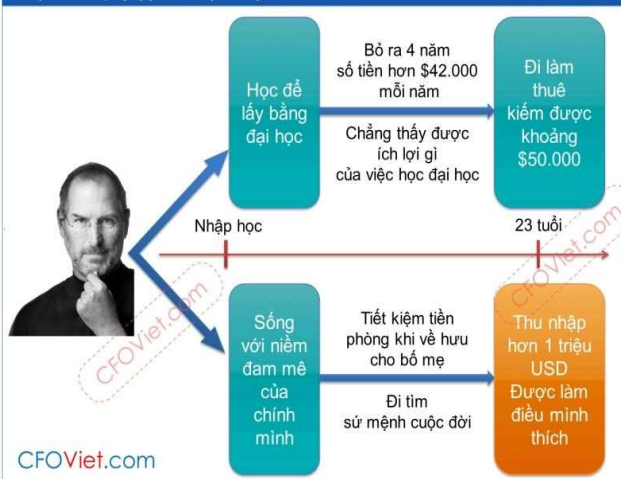 Học để
lấy bằng
đại học
Bỏ ra 4 năm
số tiền hơn $42.000
mỗi năm
Chẳng thấy được
ích lợi gì
của việc học đại học
Đi làm
thuê
kiếm được
khoảng
$50.000
Nhập học
23 tuổi
Sống
với niềm
đam mê
của
chính
mình
Tiết kiệm tiền
phòng khi về hưu
cho bố mẹ
Đi tìm
sứ mệnh cuộc đời
Thu nhập
hơn 1 triệu
USD
Được làm
điều mình
thích
CFOViet.com
CFOViet.com
CFOViet.com